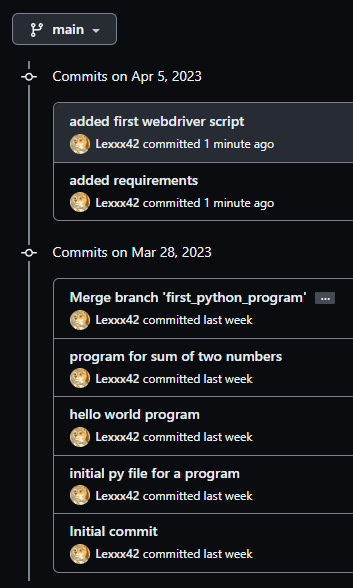 main
Commits on Apr 5, 2023
added first webdriver script
Lexxx42 committed 1 minute ago
added requirements
Lexxx42 committed 1 minute ago
Commits on Mar 28, 2023
Merge branch 'first_python_program' ...
Lexxx42 committed last week
program for sum of two numbers
Lexxx42 committed last week
hello world program
Lexxx42 committed last week
initial py file for a program
Lexxx42 committed last week
Initial commit
Lexxx42 committed last week